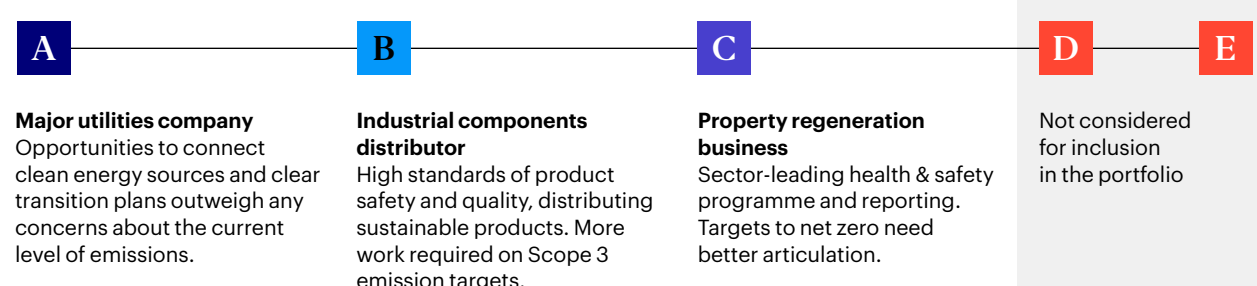 A
B
C
D
E
Major utilities company
Opportunities to connect
clean energy sources and clear
transition plans outweigh any
concerns about the current
level of emissions.
Industrial components
distributor
High standards of product
safety and quality, distributing
sustainable products. More
work required on Scope 3
emission targets.
Property regeneration
business
Sector-leading health & safety
programme and reporting.
Targets to net zero need
better articulation.
Not considered
for inclusion
in the portfolio